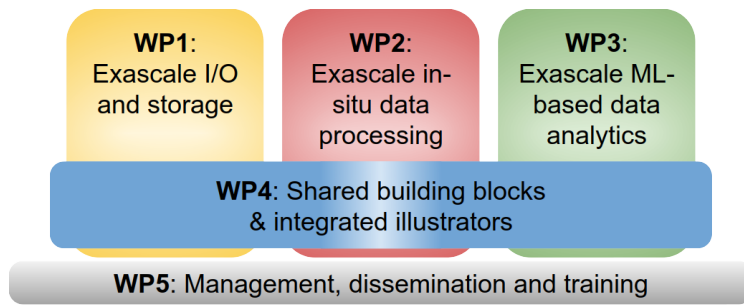 WP1:
Exascale I/O
and storage
WP2:
Exascale in-
situ data
processing
WP3:
Exascale ML-
based data
analytics
WP4: Shared building blocks
& integrated illustrators
WP5: Management, dissemination and training